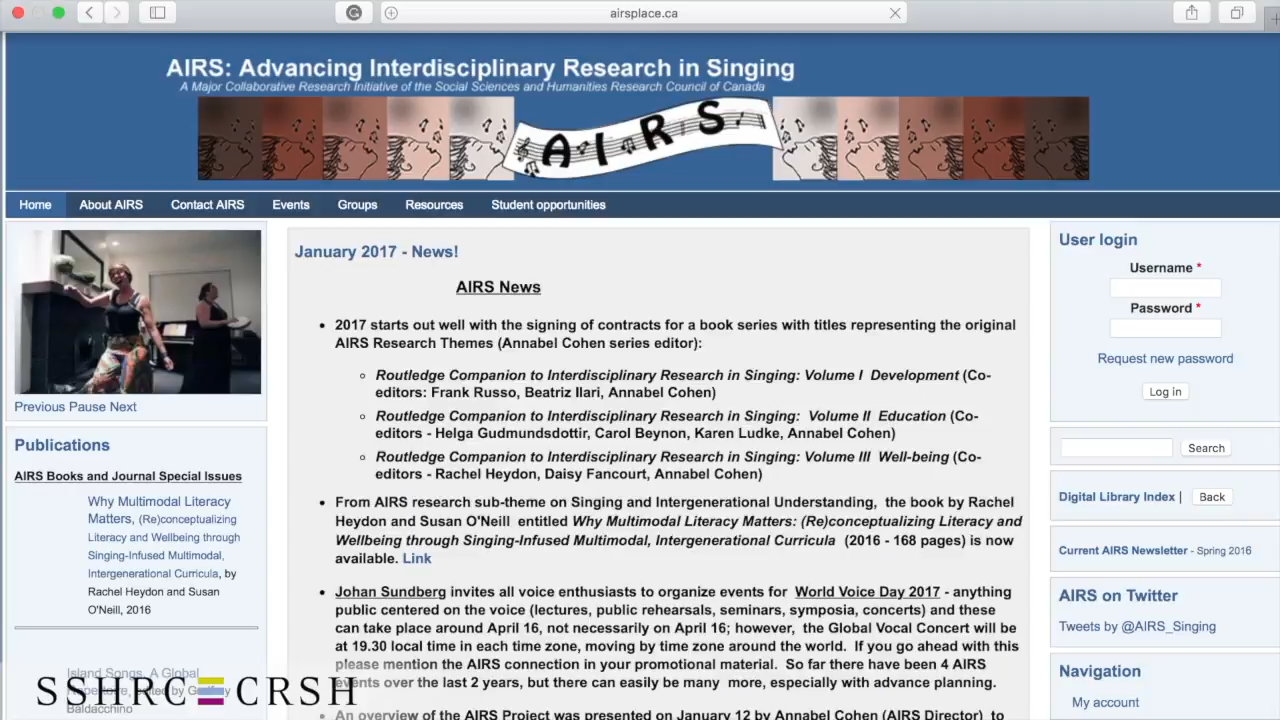 airsplace.ca
AIRS: Advancing Interdisciplinary Research in Singing
A Major Collaborative Research Initiative of the Social Sciences and Humanities Research Council of Canada
AIRS
Home About AIRS Contact AIRS Events Groups Resources Student opportunities
Previous Pause Next
Publications
AIRS Books and Journal Special Issues
Why Multimodal Literacy
Matters, (Re)conceptualizing
Literacy and Wellbeing through
Singing-Infused Multimodal,
Intergenerational Curricula, by
Rachel Heydon and Susan
O'Neill, 2016
Island Songs, A Global
Repertoire, edited by Godfrey
Baldacchino
SSHRC CRSH
January 2017 - News!
AIRS News
• 2017 starts out well with the signing of contracts for a book series with titles representing the original
AIRS Research Themes (Annabel Cohen series editor):
◦ Routledge Companion to Interdisciplinary Research in Singing: Volume I Development (Co-
editors: Frank Russo, Beatriz Ilari, Annabel Cohen)
◦ Routledge Companion to Interdisciplinary Research in Singing: Volume II Education (Co-
editors - Helga Gudmundsdottir, Carol Beynon, Karen Ludke, Annabel Cohen)
◦ Routledge Companion to Interdisciplinary Research in Singing: Volume III Well-being (Co-
editors - Rachel Heydon, Daisy Fancourt, Annabel Cohen)
• From AIRS research sub-theme on Singing and Intergenerational Understanding, the book by Rachel
Heydon and Susan O'Neill entitled Why Multimodal Literacy Matters: (Re)conceptualizing Literacy and
Wellbeing through Singing-Infused Multimodal, Intergenerational Curricula (2016 - 168 pages) is now
available. Link
• Johan Sundberg invites all voice enthusiasts to organize events for World Voice Day 2017 - anything
public centered on the voice (lectures, public rehearsals, seminars, symposia, concerts) and these
can take place around April 16, not necessarily on April 16; however, the Global Vocal Concert will be
at 19.30 local time in each time zone, moving by time zone around the world. If you go ahead with this
please mention the AIRS connection in your promotional material. So far there have been 4 AIRS
events over the last 2 years, but there can easily be many more, especially with advance planning.
• An overview of the AIRS Project was presented on January 12 by Annabel Cohen (AIRS Director) to
User login
Username *
Password *
Request new password
Log in
Search
Digital Library Index | Back
Current AIRS Newsletter - Spring 2016
AIRS on Twitter
Tweets by @AIRS_Singing
Navigation
My account